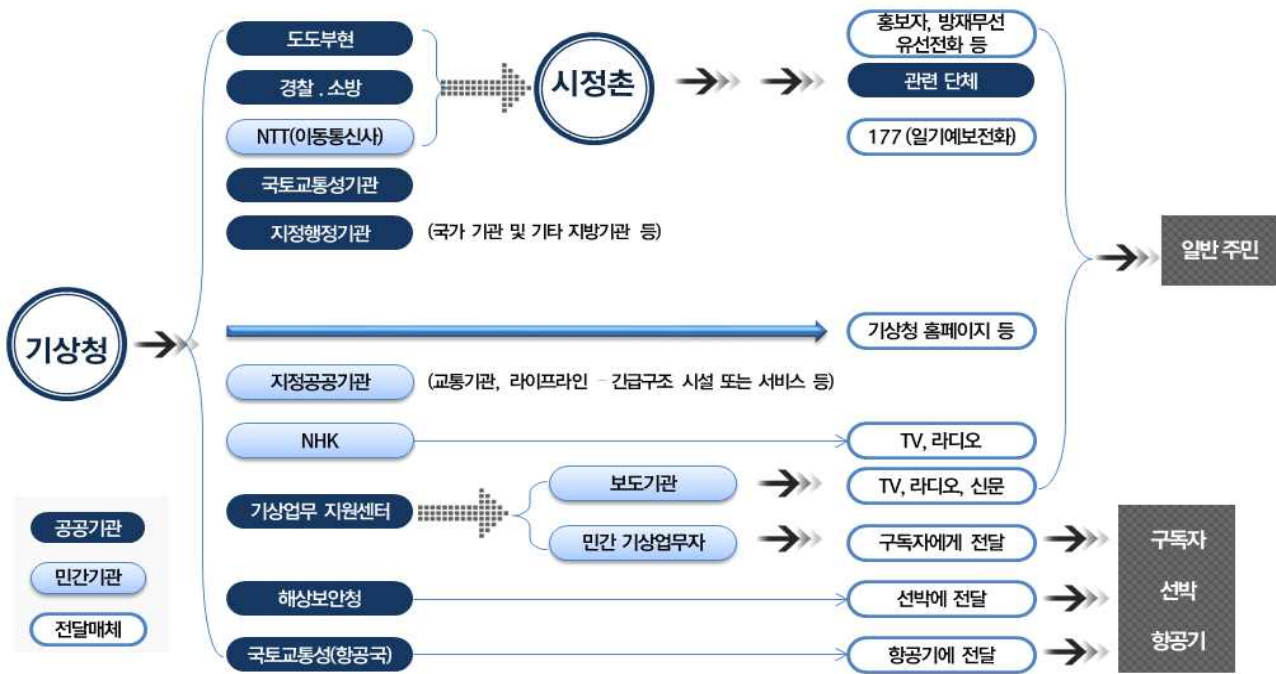 도도부현
경찰 . 소방
NTT(이동통신사)
국토교통성기관
지정행정기관
(국가 기관 및 기타 지방기관 등)
시정촌
홍보자, 방재무선
유선전화 등
관련 단체
177 (일기예보전화)
일반 주민
기상청
기상청 홈페이지 등
지정공공기관
(교통기관, 라이프라인 - 긴급구조 시설 또는 서비스 등)
NHK
TV, 라디오
기상업무 지원센터
보도기관
TV, 라디오, 신문
민간 기상업무자
구독자에게 전달
해상보안청
선박에 전달
국토교통성(항공국)
항공기에 전달
구독자
선박
항공기
공공기관
민간기관
전달매체